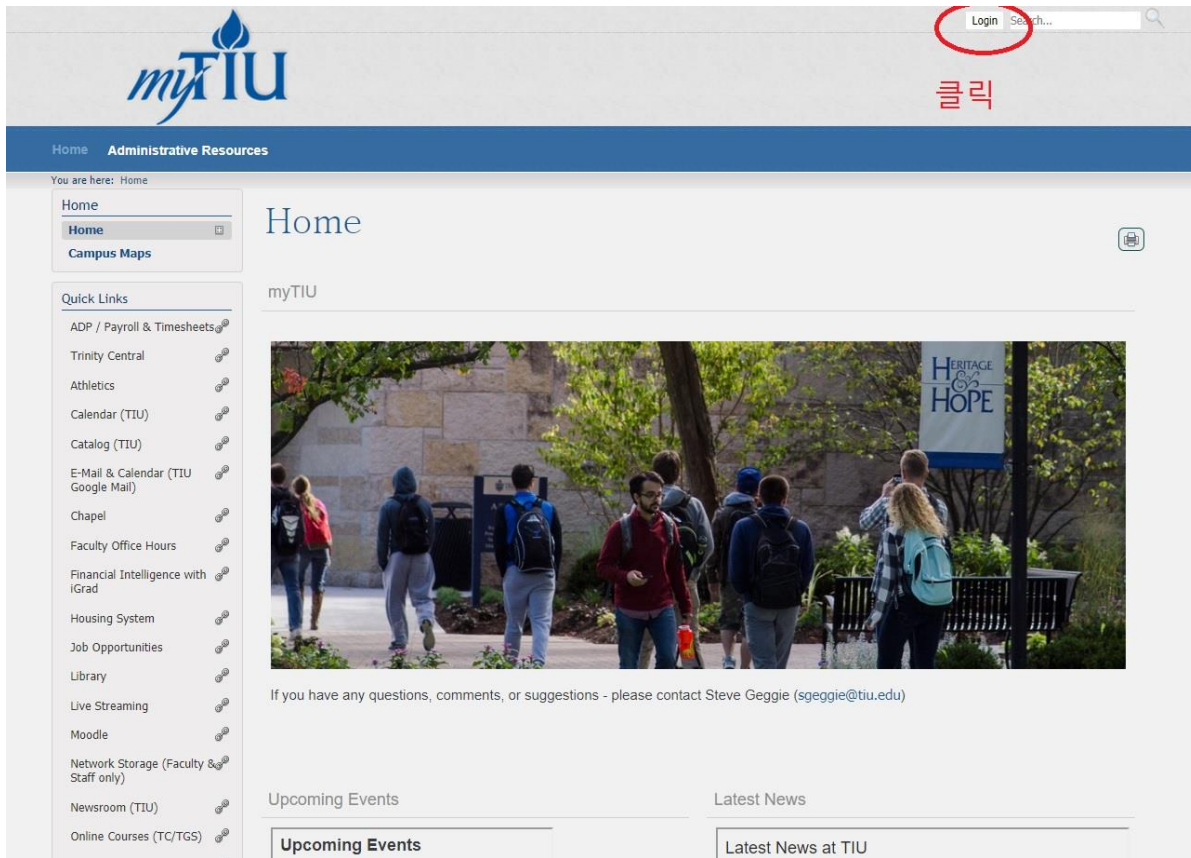 Login Search...
myTIU
클릭
Home Administrative Resources
You are here: Home
Home
Home
Campus Maps
Quick Links
ADP / Payroll & Timesheets
Trinity Central
Athletics
Calendar (TIU)
Catalog (TIU)
E-Mail & Calendar (TIU
Google Mail)
Chapel
Faculty Office Hours
Financial Intelligence with
iGrad
Housing System
Job Opportunities
Library
Live Streaming
Moodle
Network Storage (Faculty &
Staff only)
Newsroom (TIU)
Online Courses (TC/TGS)
Home
myTIU
HERITAGE
&
HOPE
If you have any questions, comments, or suggestions - please contact Steve Geggie (sgeggie@tiu.edu)
Upcoming Events
Upcoming Events
Latest News
Latest News at TIU